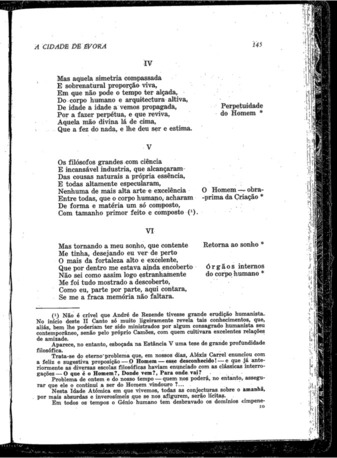 A CIDADE DE EVORA 145
IV
Mas aquela simetria compassada
E sobrenatural proporção viva,
Em que não pode o tempo ter alçada,
Do corpo humano e arquitectura altiva,
De idade a idade a vemos propagada, Perpetuidade
Por a fazer perpétua, e que reviva, do Homem *
Aquela mão divina lá de cima,
Que a fez do nada, e lhe deu ser e estima.
V
Os filósofos grandes com ciência
E incansável industria, que alcançaram
Das cousas naturais a própria essência,
E todas altamente especularam,
Nenhuma de mais alta arte e excelência O Homem — obra-
Entre todas, que o corpo humano, acharam -prima da Criação *
De forma e matéria um só composto,
Com tamanho primor feito e composto (¹).
VI
Mas tornando a meu sonho, que contente Retorna ao sonho *
Me tinha, desejando eu ver de perto
O mais da fortaleza alto e excelente,
Que por dentro me estava ainda encoberto Órgãos internos
Não sei como assim logo estranhamente do corpo humano *
Me foi tudo mostrado a descoberto,
Como eu, parte por parte, aqui contara,
Se me a fraca memória não faltara.
(¹) Não é crível que André de Rezende tivesse grande erudição humanista.
No início deste II Canto só muito ligeiramente revela tais conhecimentos, que,
aliás, bem lhe poderiam ter sido ministrados por algum consagrado humanista seu
contemporâneo, senão pelo próprio Camões, com quem cultivara excelentes relações
de amisade.
Aparece, no entanto, esboçada na Estância V uma tese de grande profundidade
filosófica.
Trata-se do eterno problema que, em nossos dias, Aléxis Carrel enunciou com
a feliz e sugestiva proposição — O Homem — esse desconhecido! — e que já ante-
riormente as diversas escolas filosóficas haviam enunciado com as clássicas interro-
gações — O que é o Homem?, Donde vem?, Para onde vai?
Problema de ontem e do nosso tempo — quem nos poderá, no entanto, assegu-
rar que ele o continui a ser do Homem vindouro ?...
Nesta Idade Atómica em que vivemos, todas as conjecturas sobre o amanhã,
por mais absurdas e inverosímeis que se nos afigurem, serão lícitas.
Em todos os tempos o Génio humano tem desbravado os domínios cingene-
10